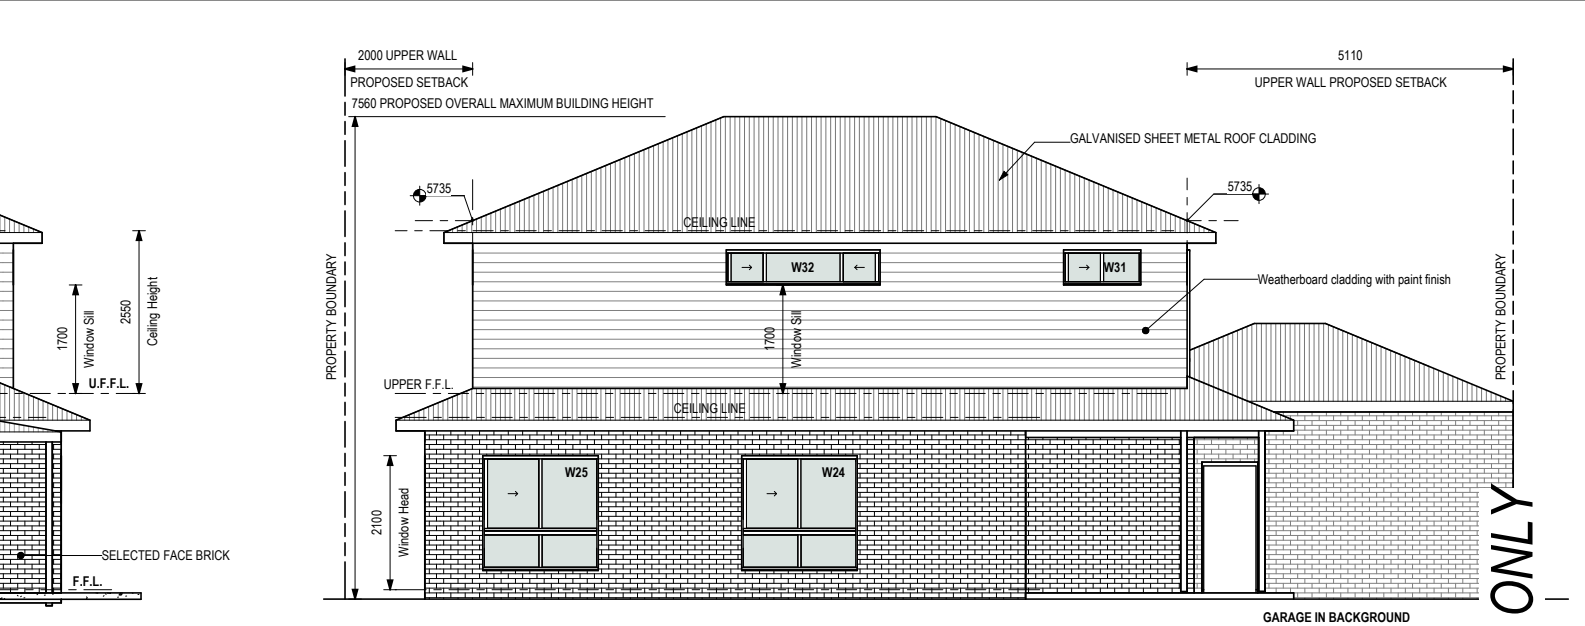 2000 UPPER WALL
PROPOSED SETBACK
7560 PROPOSED OVERALL MAXIMUM BUILDING HEIGHT
5110
UPPER WALL PROPOSED SETBACK
GALVANISED SHEET METAL ROOF CLADDING
5735
5735
CEILING LINE
PROPERTY BOUNDARY
PROPERTY BOUNDARY
→ W32 ←
→ W31
Weatherboard cladding with paint finish
1700
Window Sill
2550
Ceiling Height
1700
Window Sill
U.F.F.L.
UPPER F.F.L.
CEILING LINE
W25
→
W24
→
2100
Window Head
SELECTED FACE BRICK
F.F.L.
ONLY
GARAGE IN BACKGROUND